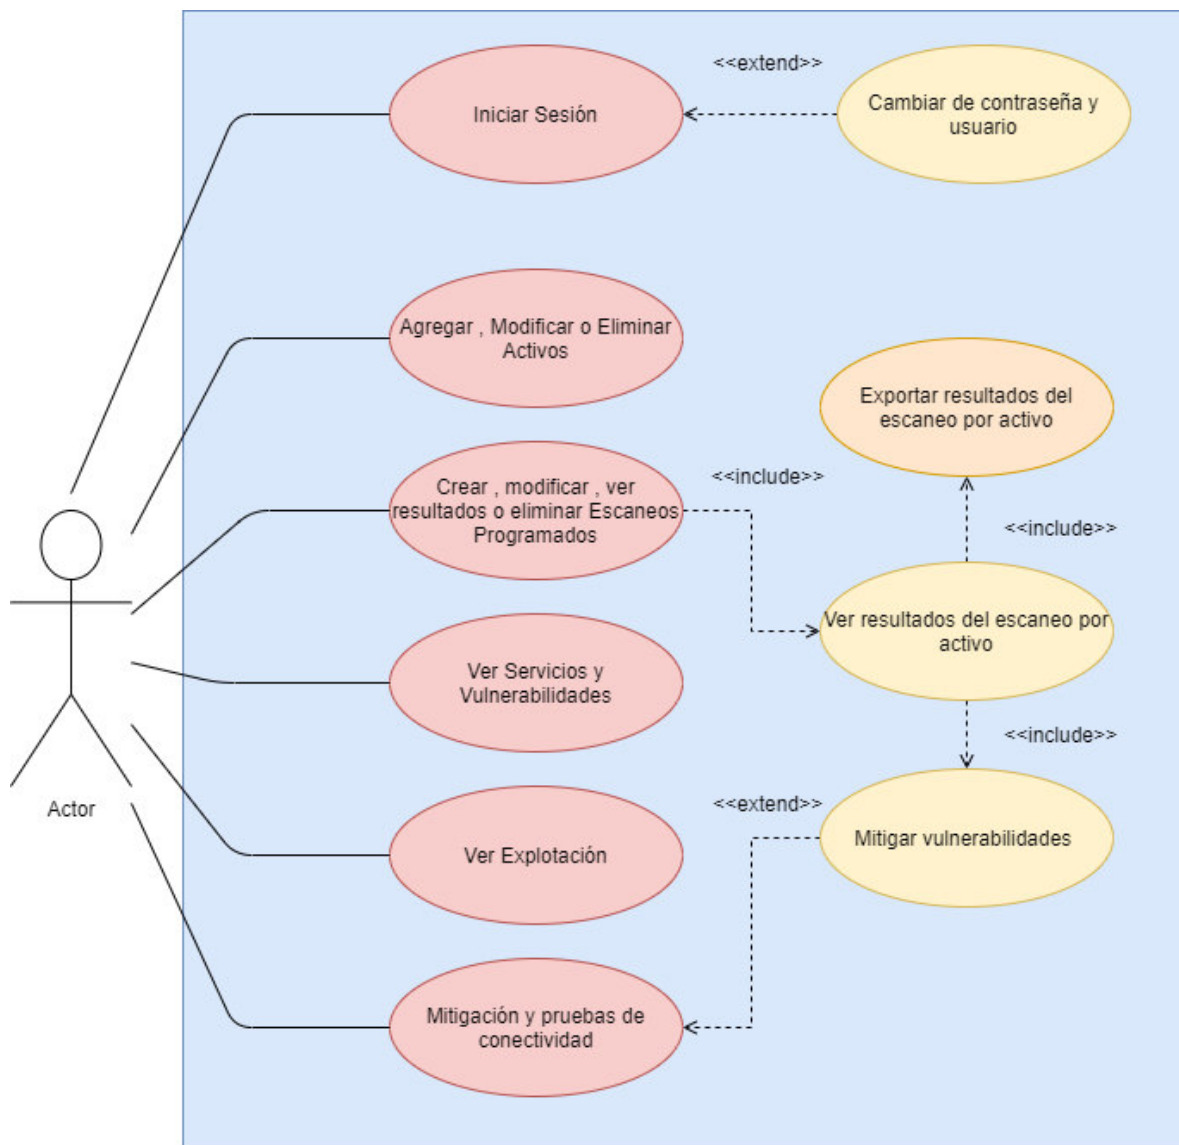 <<extend>>
Iniciar Sesión
Cambiar de contraseña y
usuario
Agregar , Modificar o Eliminar
Activos
Exportar resultados del
escaneo por activo
Crear , modificar , ver
resultados o eliminar Escaneos
Programados
<<include>>
<<include>>
Ver resultados del escaneo por
activo
Ver Servicios y
Vulnerabilidades
<<include>>
Actor
<<extend>>
Mitigar vulnerabilidades
Ver Explotación
Mitigación y pruebas de
conectividad